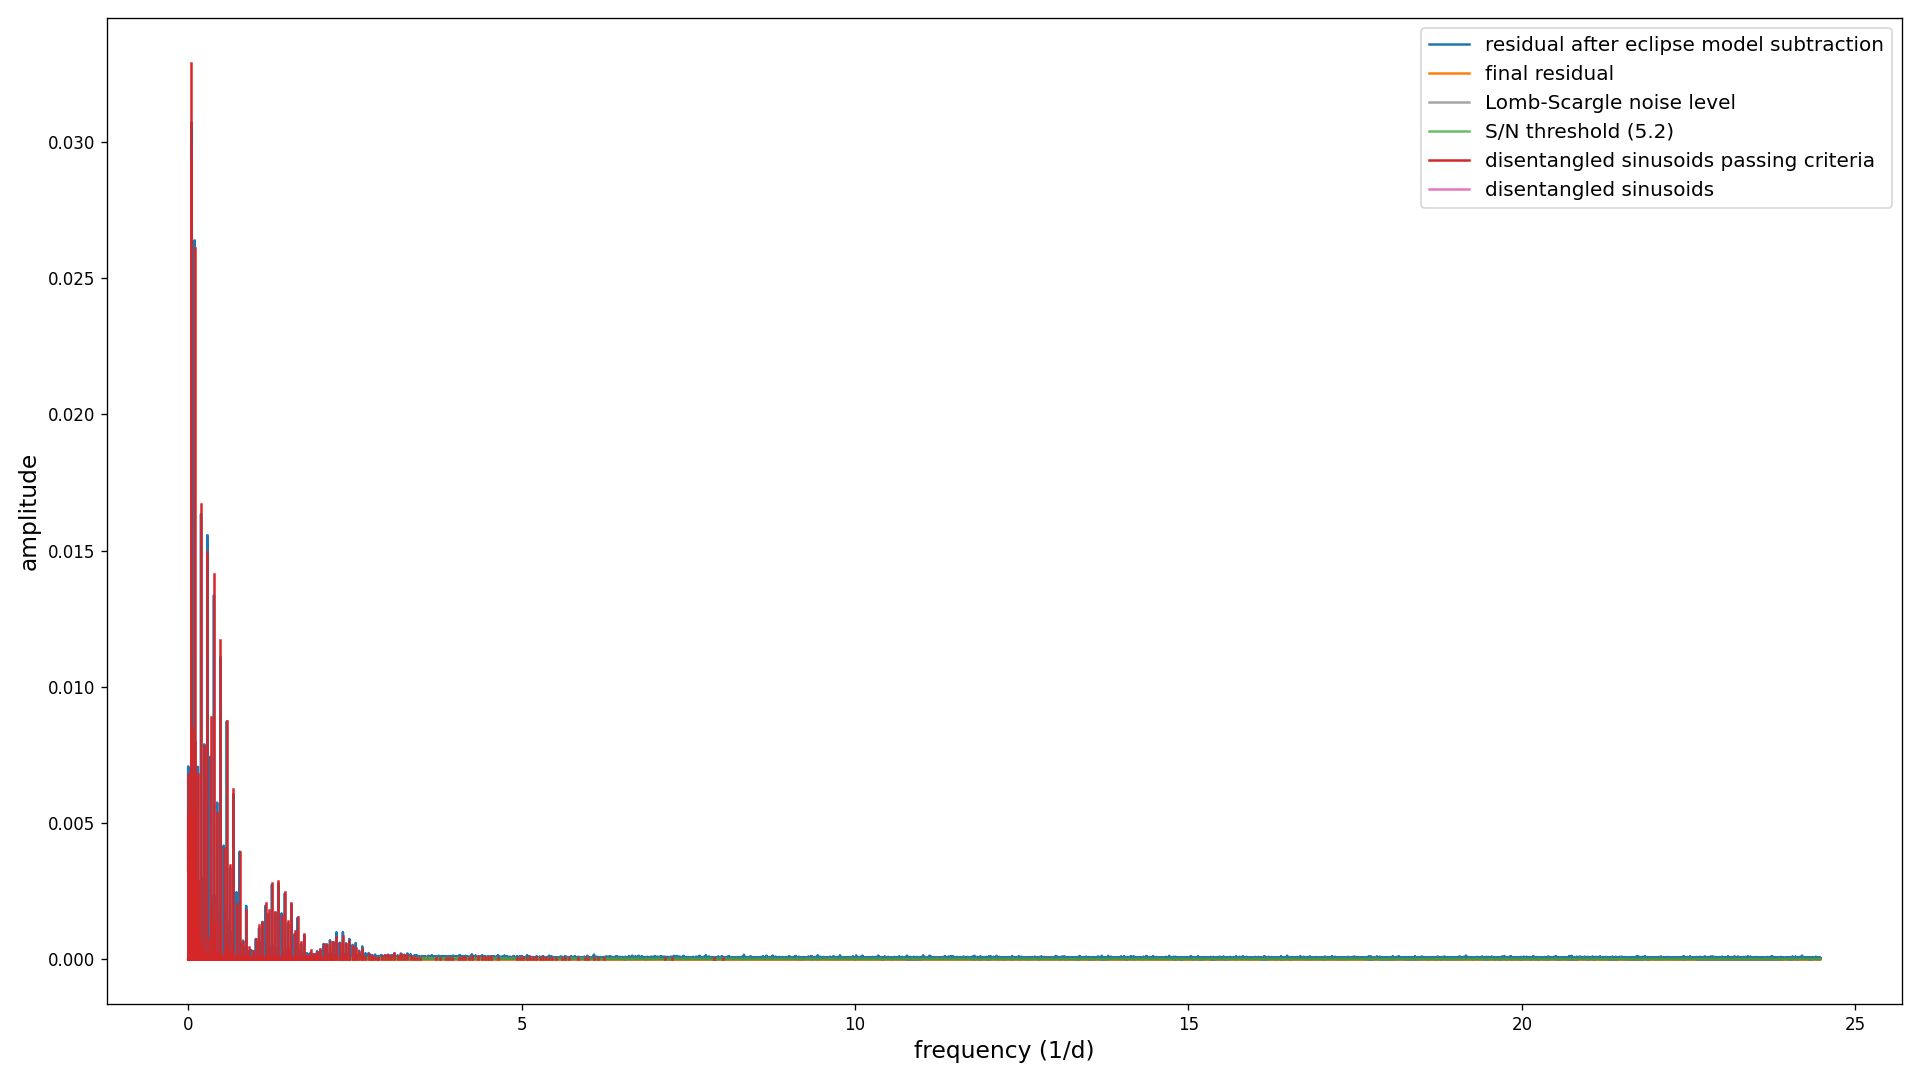 residual after eclipse model subtraction
final residual
Lomb-Scargle noise level
S/N threshold (5.2)
disentangled sinusoids passing criteria
disentangled sinusoids
0.030
0.025
0.020
0.015
0.010
0.005
0.000
amplitude
0 5 10 15 20 25
frequency (1/d)